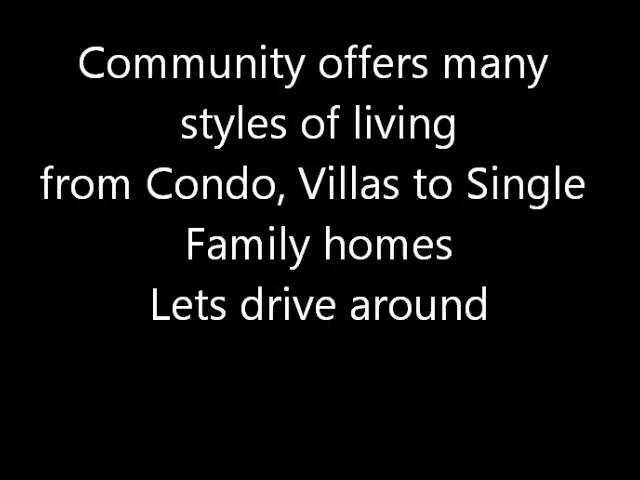 Community offers many
styles of living
from Condo, Villas to Single
Family homes
Lets drive around